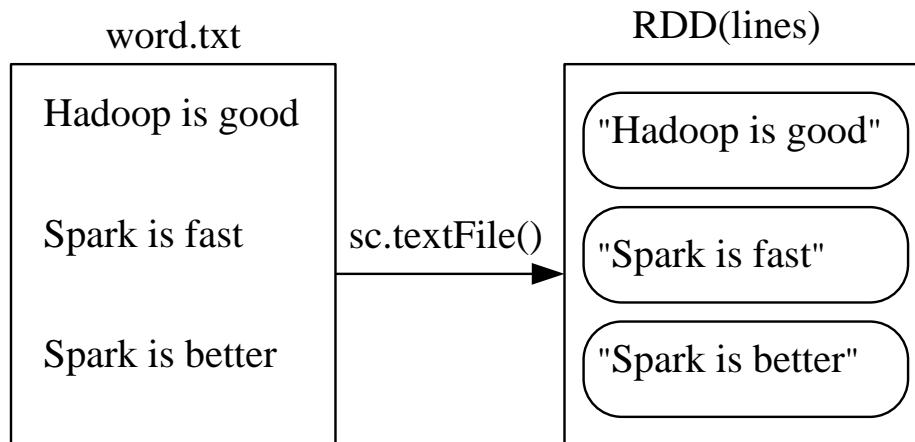 word.txt
Hadoop is good
Spark is fast
Spark is better
sc.textFile()
RDD(lines)
"Hadoop is good"
"Spark is fast"
"Spark is better"